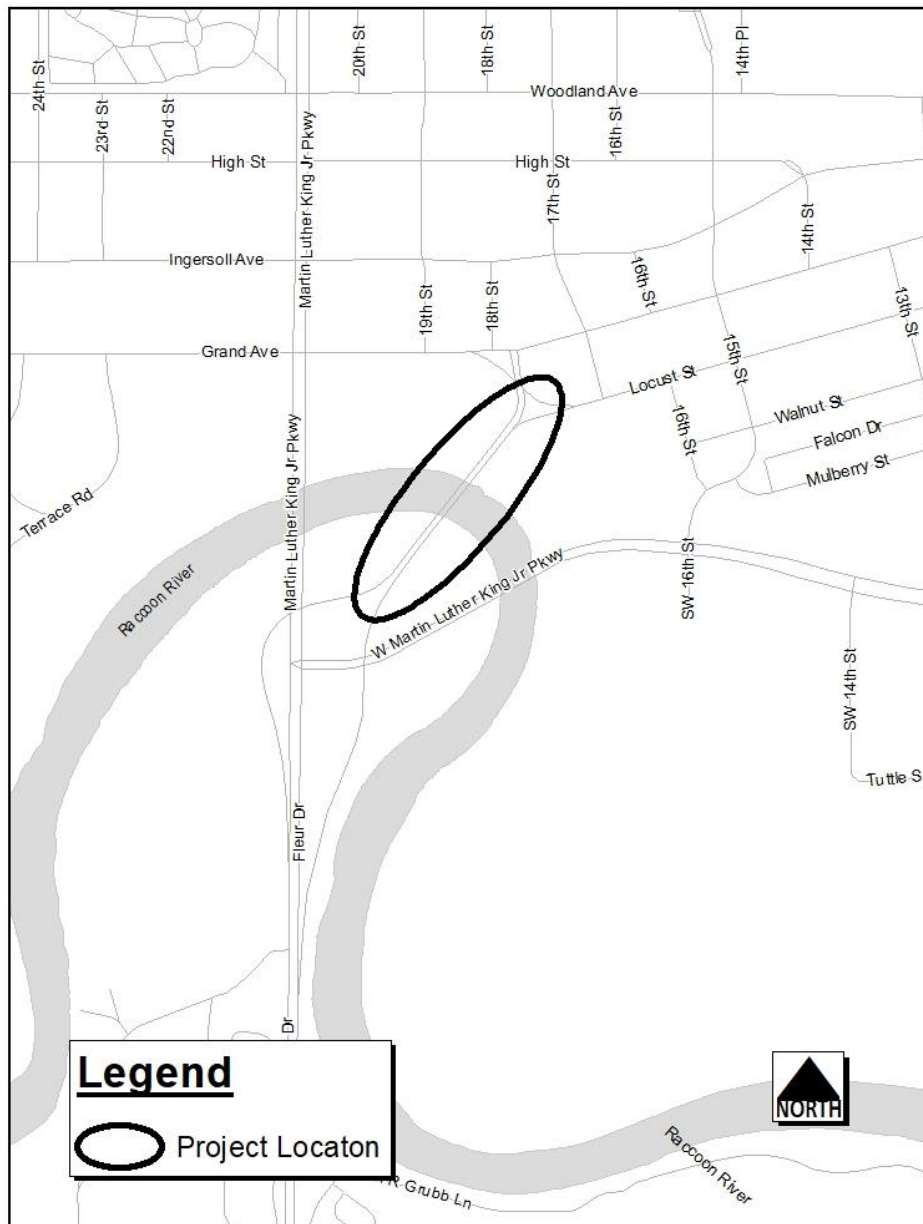 24th St
23rd St
22nd St
20th St
18th St
14th Pl
Woodland Ave
16th St
High St
High St
Martin Luther King Jr Pkwy
17th St
14th St
Ingersoll Ave
16th St
19th St
18th St
13th St
Grand Ave
15th St
Locust St
16th St
Walnut St
Falcon Dr
Mulberry St
Terrace Rd
Martin Luther King Jr Pkwy
Raccoon River
W Martin Luther King Jr Pkwy
SW 16th St
SW 14th St
Tuttle S
Fleur Dr
Dr
Legend
Project Locaton
NORTH
Raccoon River
Grubb Ln